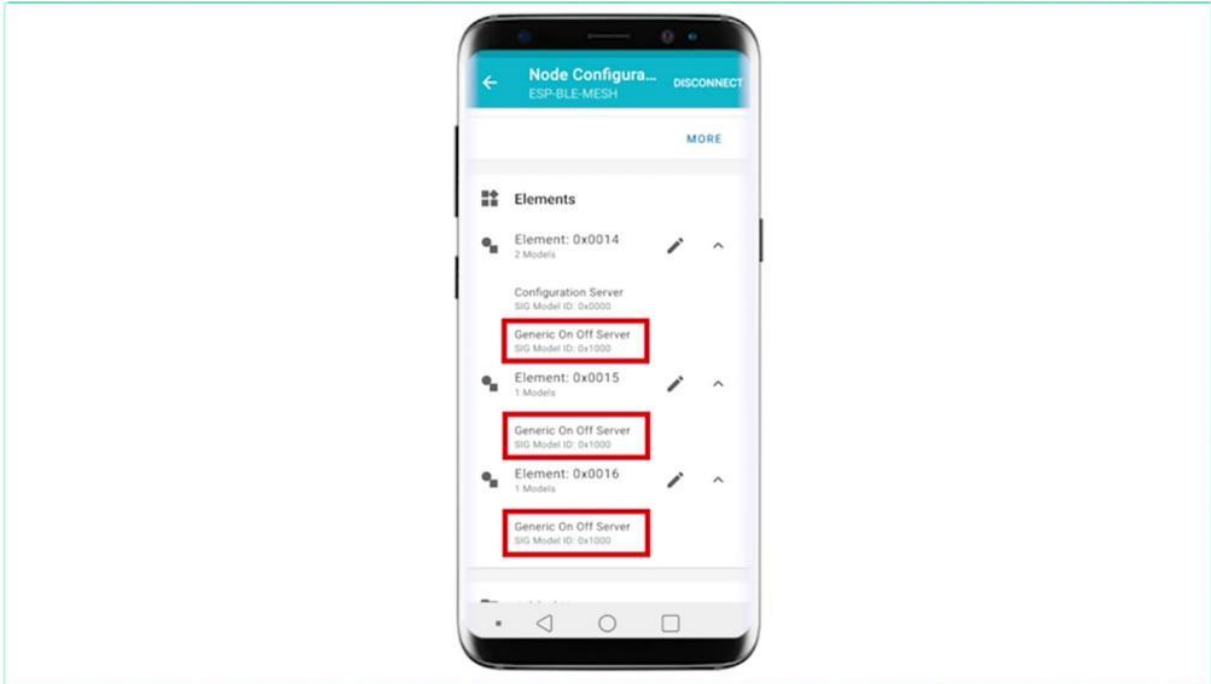 Node Configura... DISCONNECT
ESP-BLE-MESH
MORE
Elements
Element: 0x0014
2 Models
Configuration Server
SIG Model ID: 0x0000
Generic On Off Server
SIG Model ID: 0x1000
Element: 0x0015
1 Models
Generic On Off Server
SIG Model ID: 0x1000
Element: 0x0016
1 Models
Generic On Off Server
SIG Model ID: 0x1000